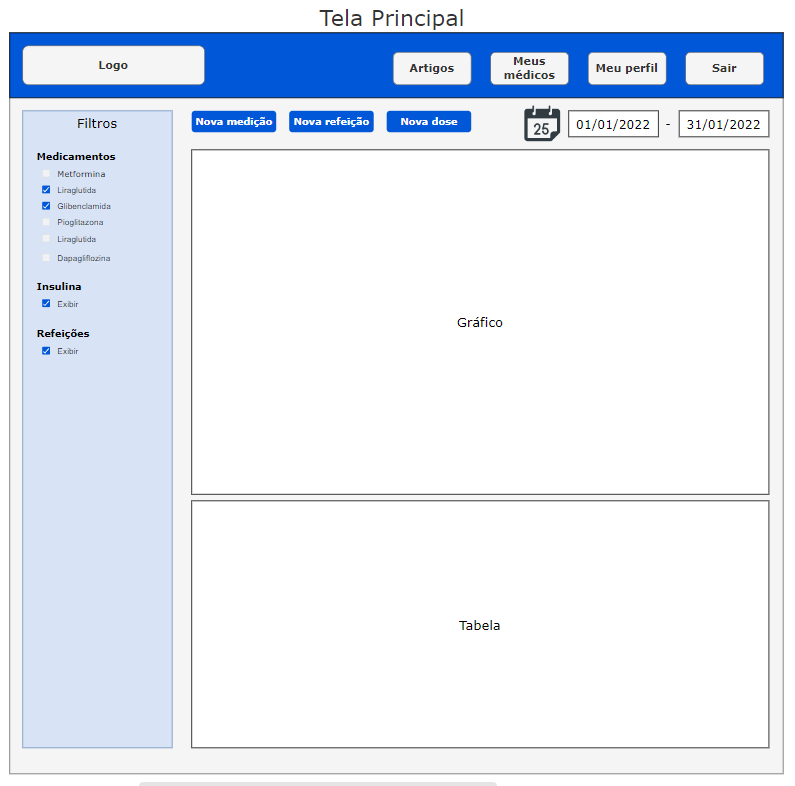 Tela Principal
Logo
Artigos
Meus
médicos
Meu perfil
Sair
Filtros
Medicamentos
Metformina
Liraglutida
Glibenclamida
Pioglitazona
Liraglutida
Dapagliflozina
Insulina
Exibir
Refeições
Exibir
Nova medição
Nova refeição
Nova dose
25
01/01/2022 - 31/01/2022
Gráfico
Tabela